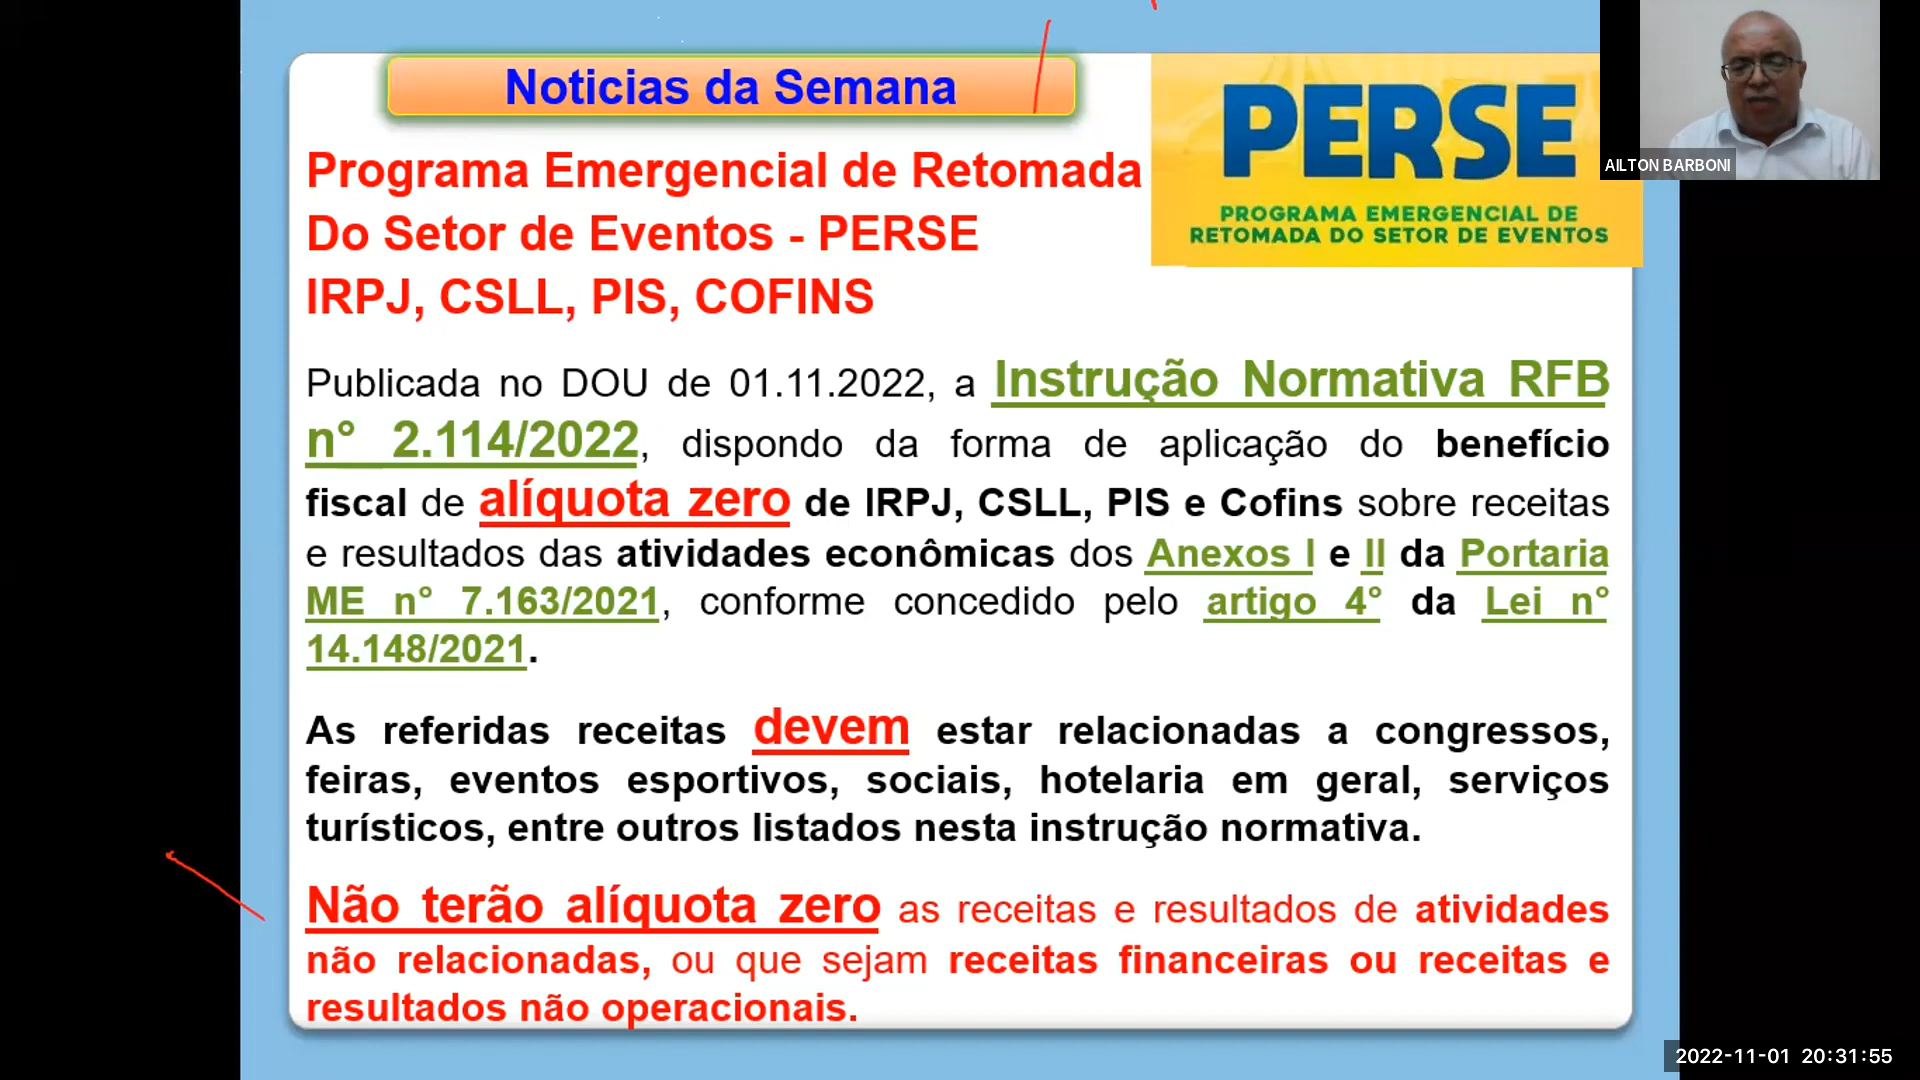 Noticias da Semana
PERSE
PROGRAMA EMERGENCIAL DE
RETOMADA DO SETOR DE EVENTOS
AILTON BARBONI
Programa Emergencial de Retomada
Do Setor de Eventos - PERSE
IRPJ, CSLL, PIS, COFINS
Publicada no DOU de 01.11.2022, a Instrução Normativa RFB
n° 2.114/2022, dispondo da forma de aplicação do benefício
fiscal de alíquota zero de IRPJ, CSLL, PIS e Cofins sobre receitas
e resultados das atividades econômicas dos Anexos I e II da Portaria
ME n° 7.163/2021, conforme concedido pelo artigo 4° da Lei n°
14.148/2021.
As referidas receitas devem estar relacionadas a congressos,
feiras, eventos esportivos, sociais, hotelaria em geral, serviços
turísticos, entre outros listados nesta instrução normativa.
Não terão alíquota zero as receitas e resultados de atividades
não relacionadas, ou que sejam receitas financeiras ou receitas e
resultados não operacionais.
2022-11-01 20:31:55